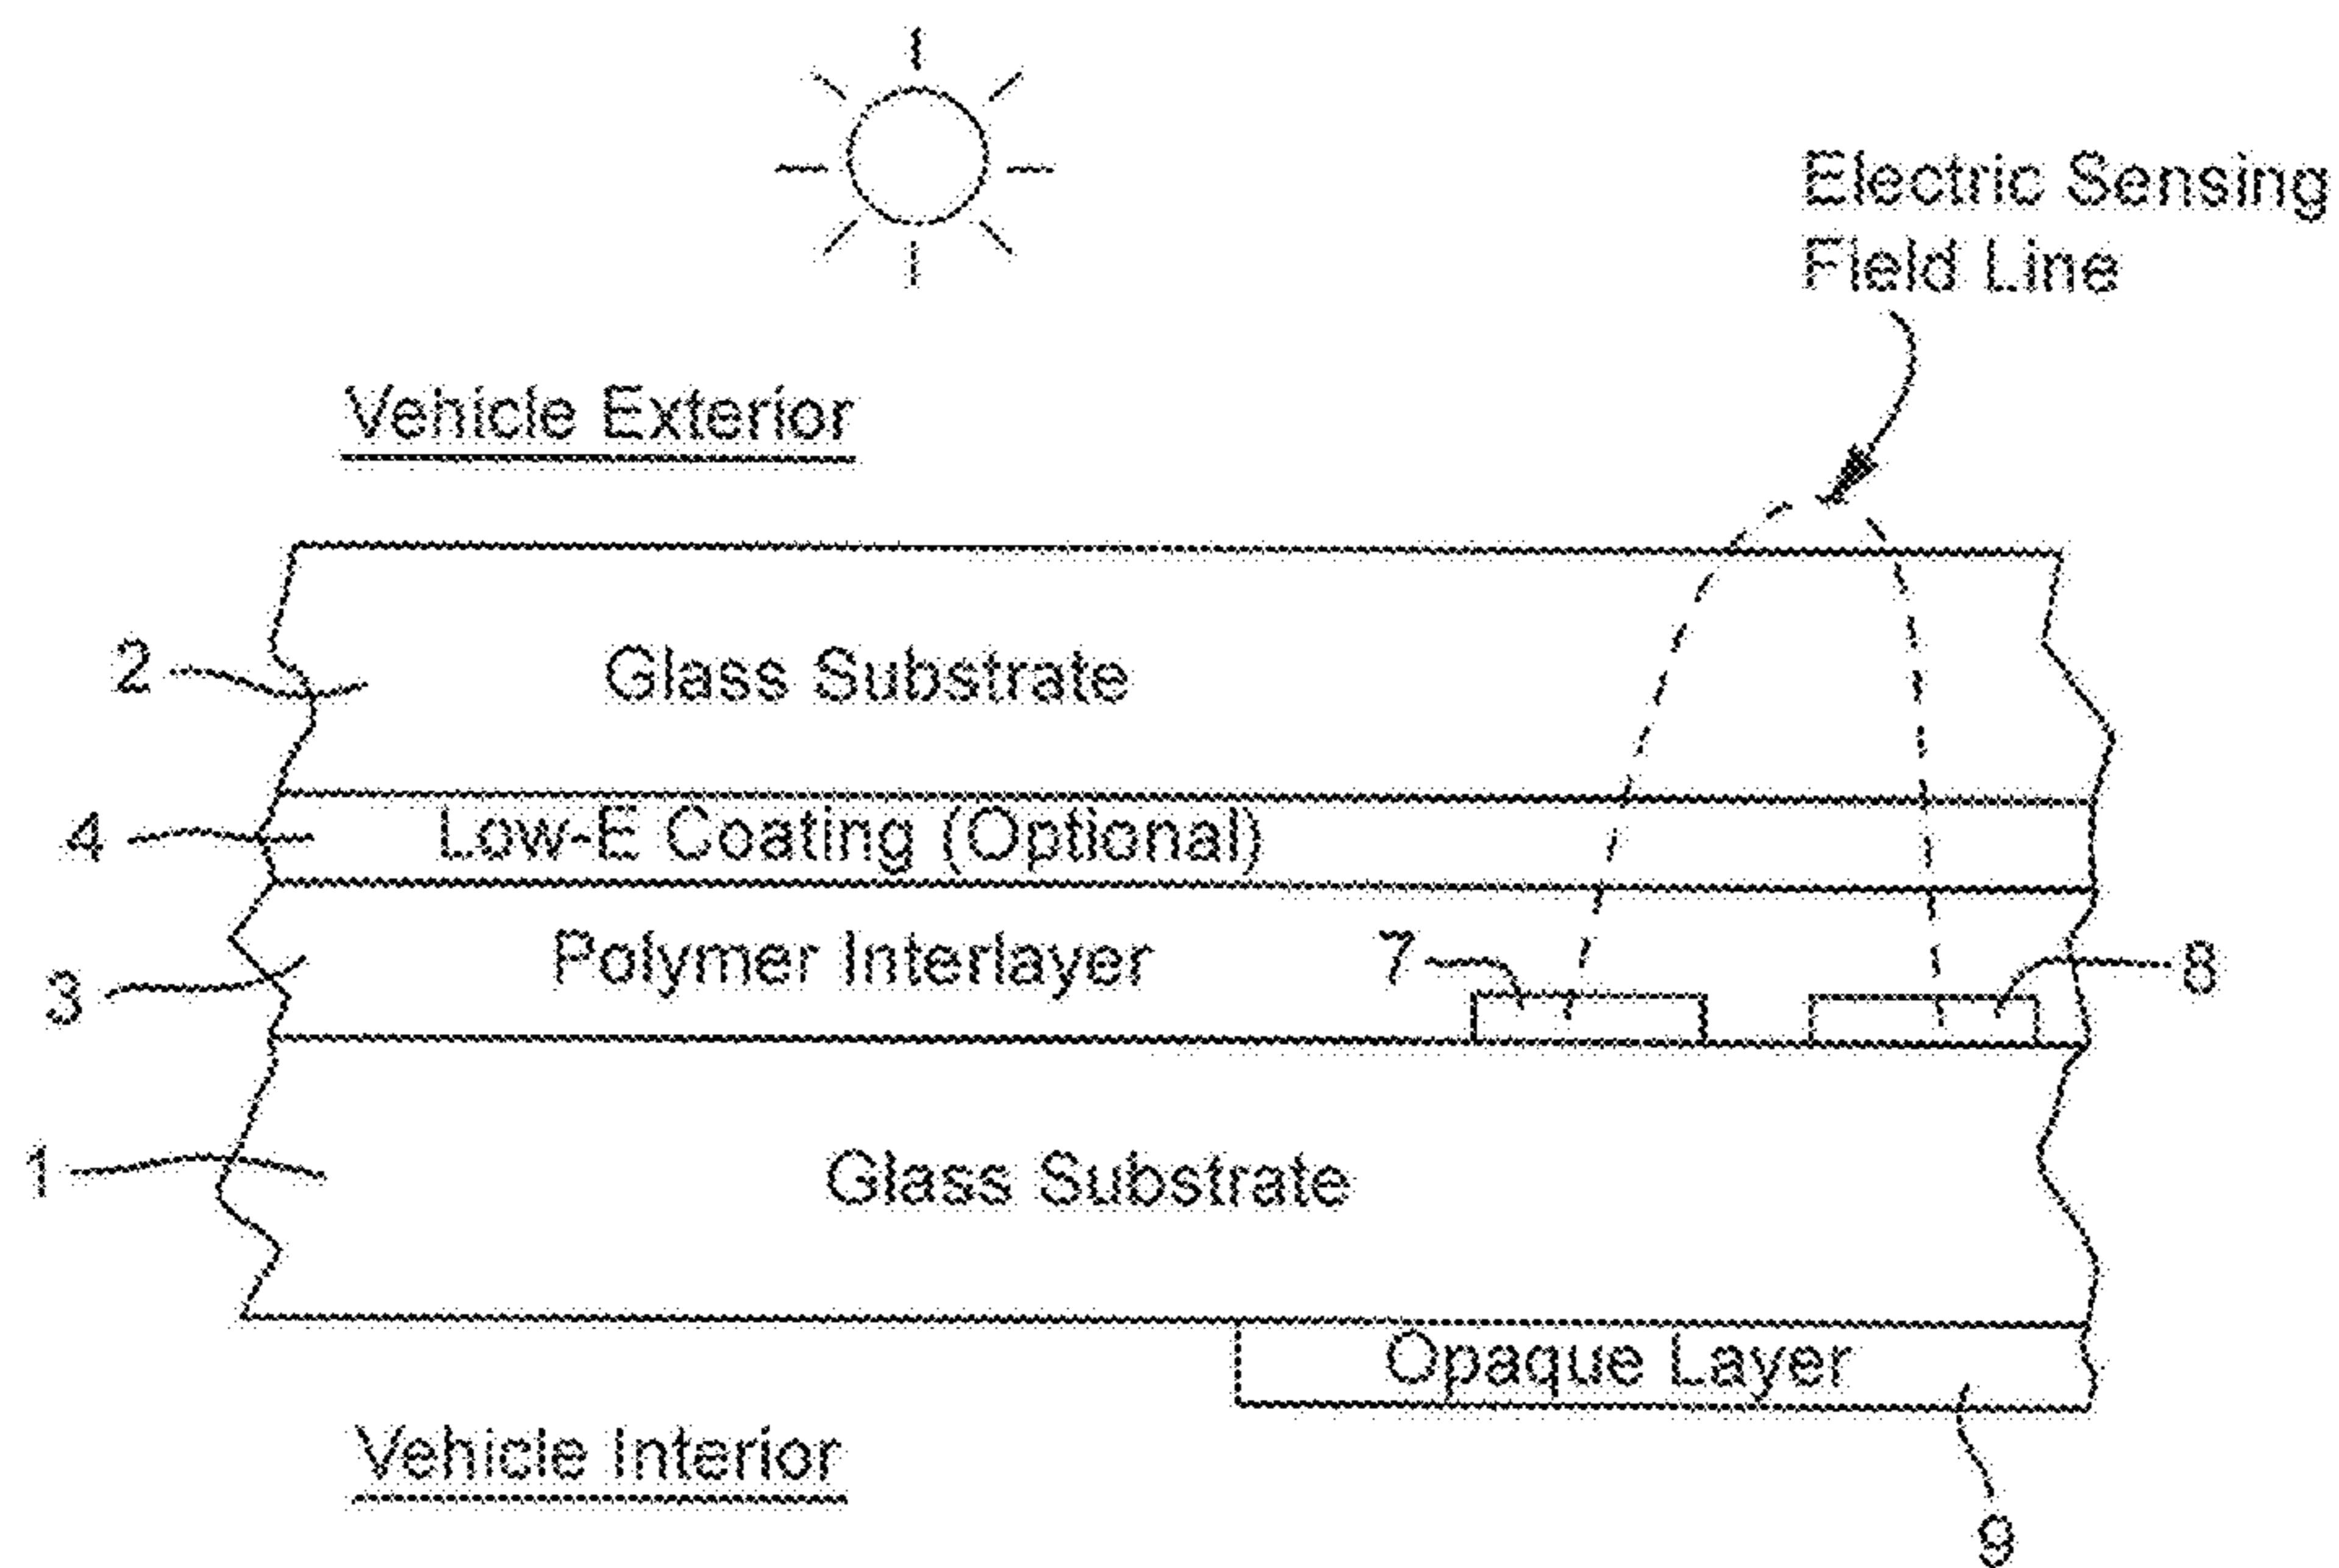 Electric Sensing
Field Line
Vehicle Exterior
2
Glass Substrate
4
Low-E Coating (Optional)
3
Polymer Interlayer
7
8
1
Glass Substrate
Opaque Layer
Vehicle Interior
9